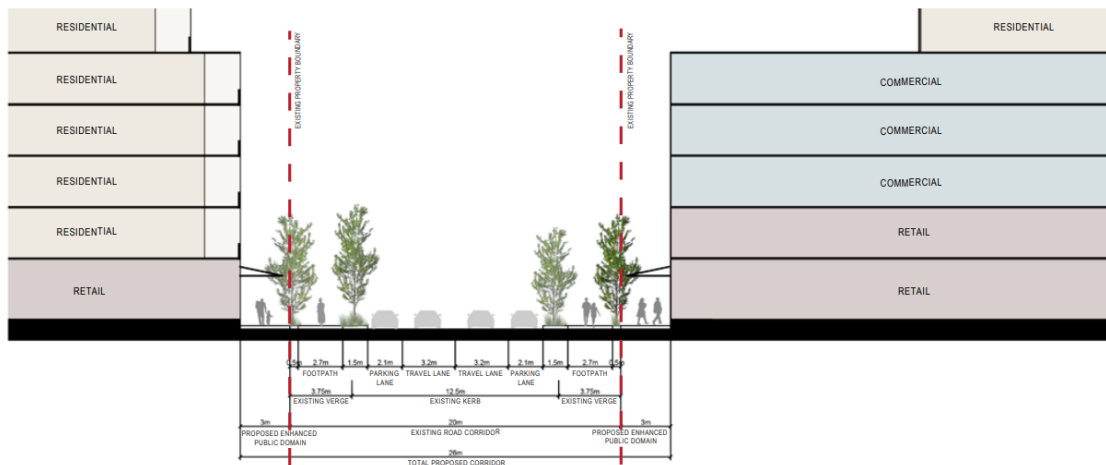 RESIDENTIAL
RESIDENTIAL
EXISTING PROPERTY BOUNDARY
EXISTING PROPERTY BOUNDARY
RESIDENTIAL
COMMERCIAL
RESIDENTIAL
COMMERCIAL
RESIDENTIAL
COMMERCIAL
RESIDENTIAL
RETAIL
RETAIL
RETAIL
0.5m 2.7m 1.5m 2.1m 3.2m 3.2m 2.1m 1.5m 2.7m 0.5m
FOOTPATH PARKING LANE TRAVEL LANE TRAVEL LANE PARKING LANE FOOTPATH
3.75m 12.5m 3.75m
EXISTING VERGE EXISTING KERB EXISTING VERGE
3m 20m 3m
PROPOSED ENHANCED PUBLIC DOMAIN EXISTING ROAD CORRIDOR PROPOSED ENHANCED PUBLIC DOMAIN
26m
TOTAL PROPOSED CORRIDOR